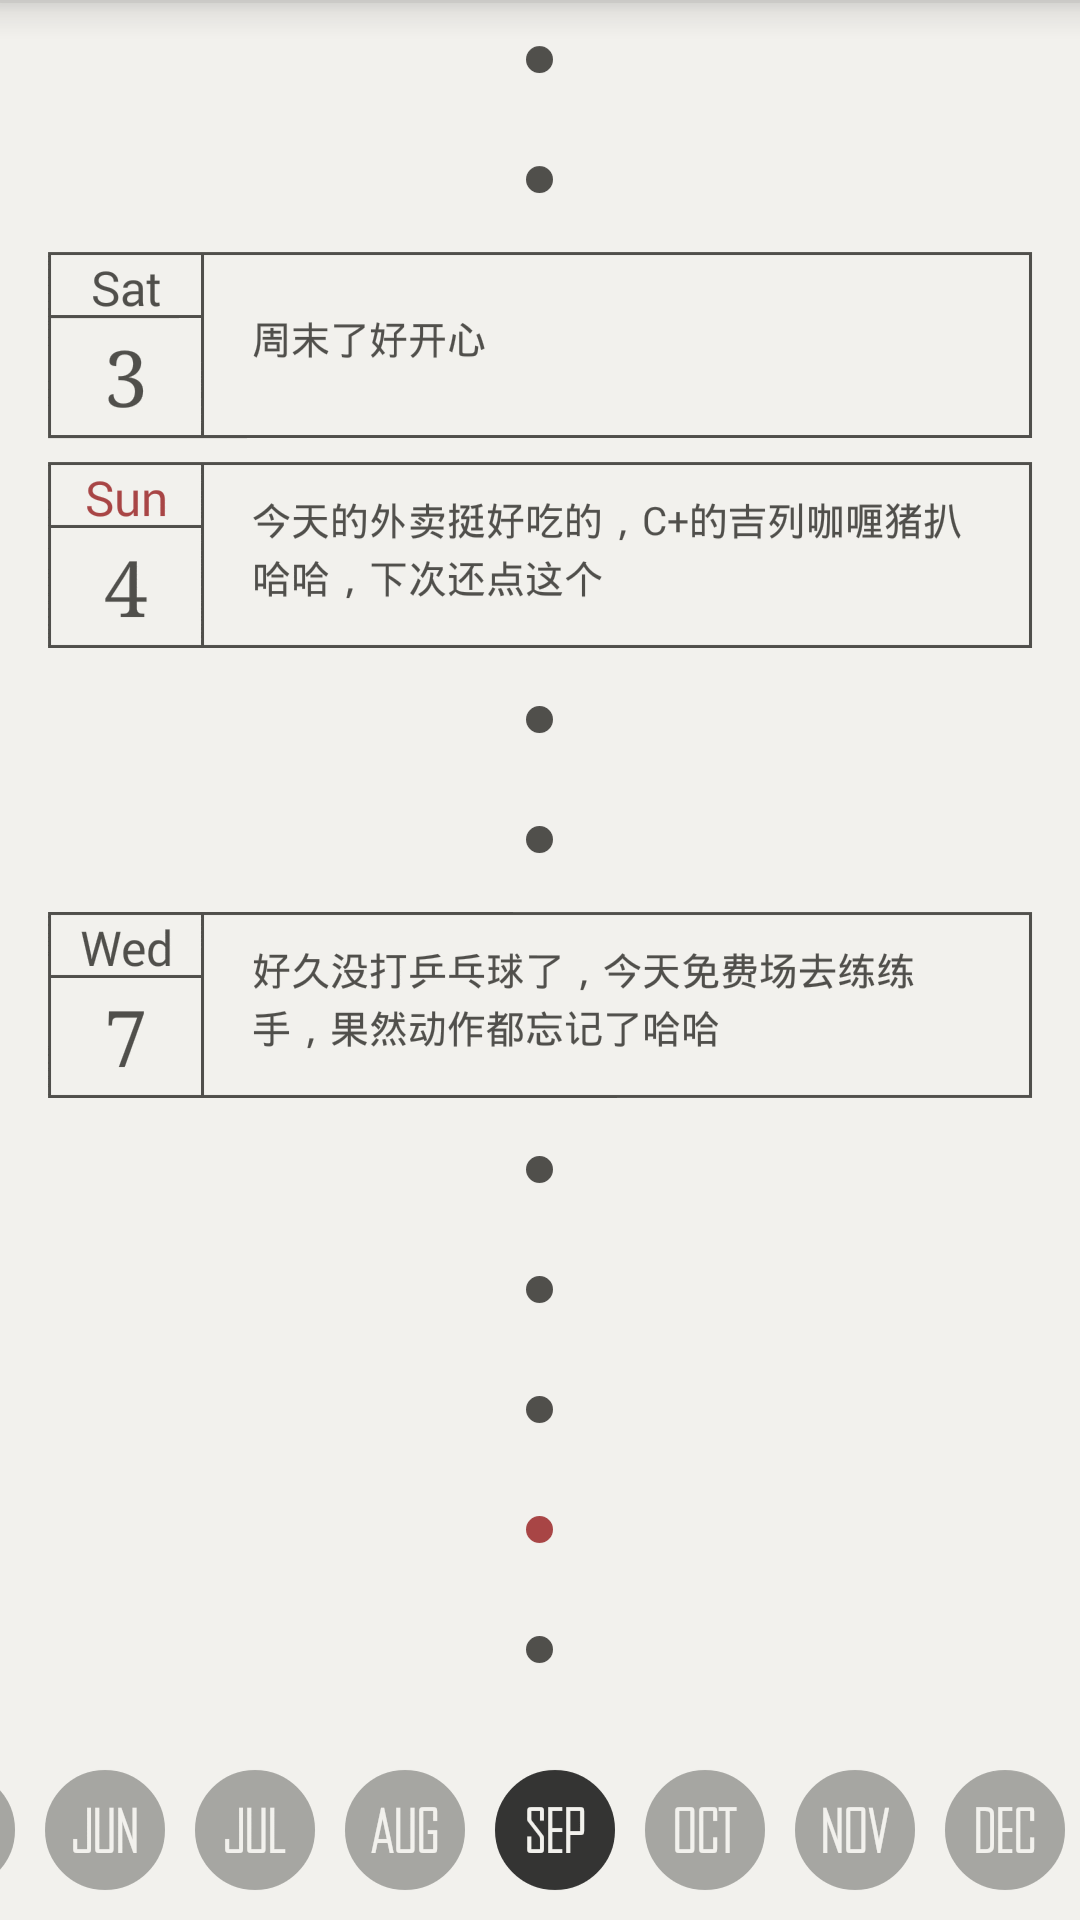 Sat
3
周末了好开心
Sun
4
今天的外卖挺好吃的，C+的吉列咖喱猪扒
哈哈，下次还点这个
Wed
7
好久没打乒乓球了，今天免费场去练练
手，果然动作都忘记了哈哈
JUN JUL AUG SEP OCT NOV DEC